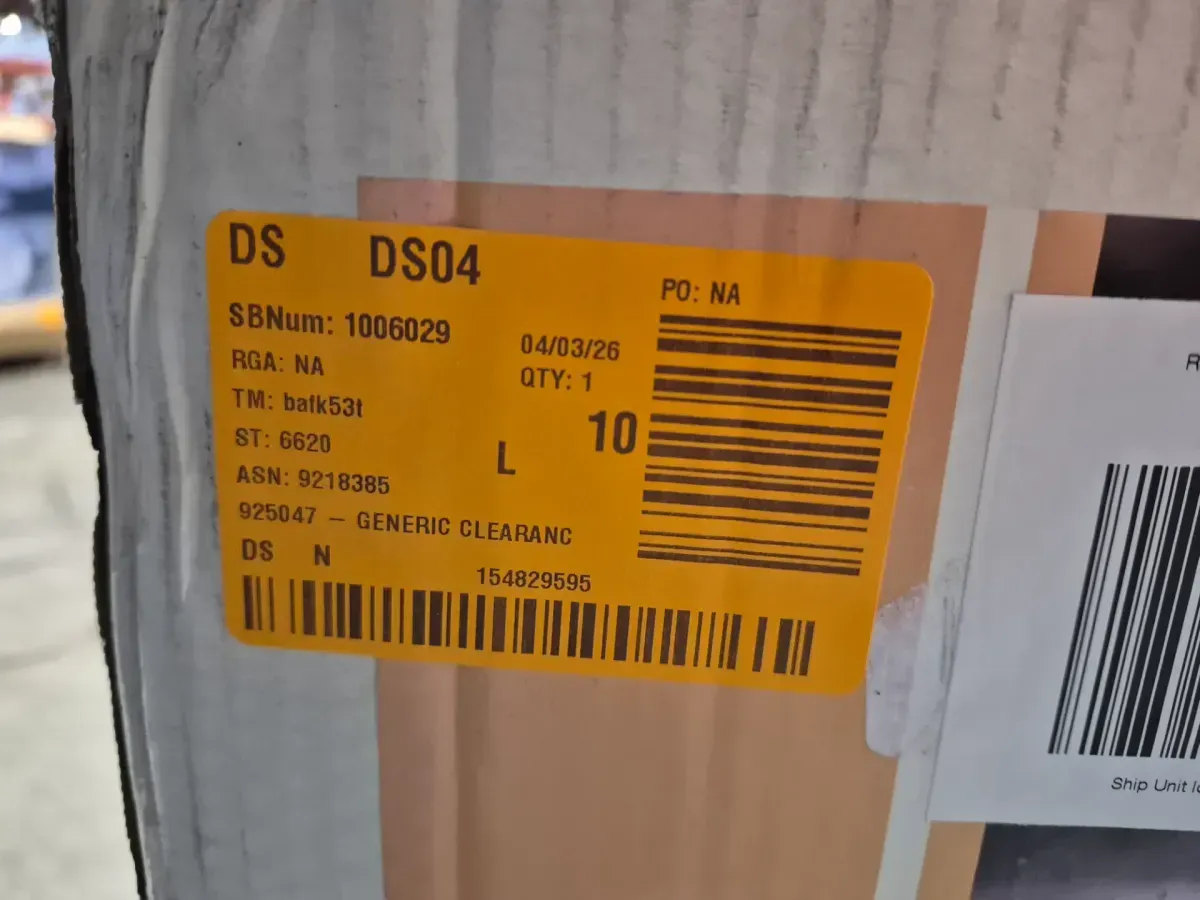 DS DS04
PO: NA
SBNum: 1006029
04/03/26
RGA: NA
QTY: 1
TM: bafk53t
10
ST: 6620
L
ASN: 9218385
925047 – GENERIC CLEARANC
DS N
154829595
R
Ship Unit